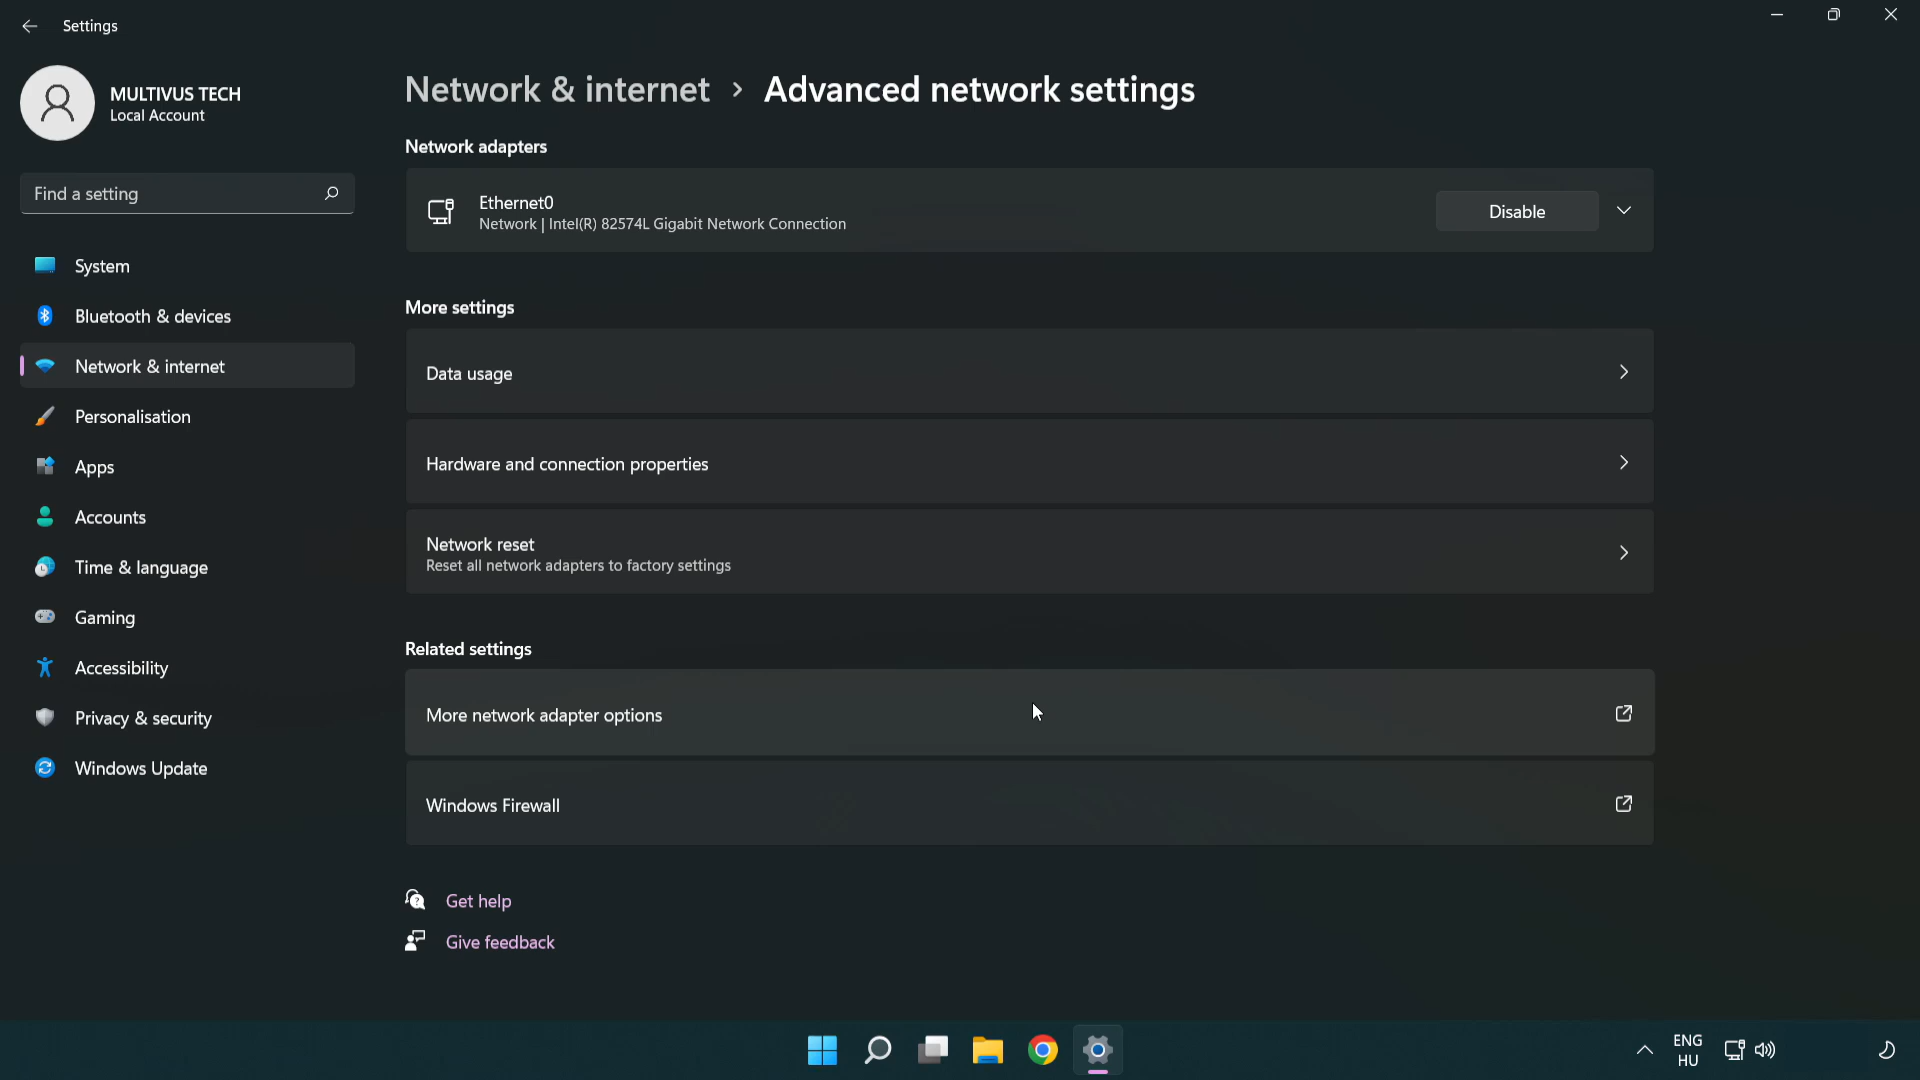 Settings
MULTIVUS TECH
Local Account
Find a setting
System
Bluetooth & devices
Network & internet
Personalisation
Apps
Accounts
Time & language
Gaming
Accessibility
Privacy & security
Windows Update
Network & internet > Advanced network settings
Network adapters
Ethernet0
Network | Intel(R) 82574L Gigabit Network Connection
Disable
More settings
Data usage
Hardware and connection properties
Network reset
Reset all network adapters to factory settings
Related settings
More network adapter options
Windows Firewall
Get help
Give feedback
ENG
HU